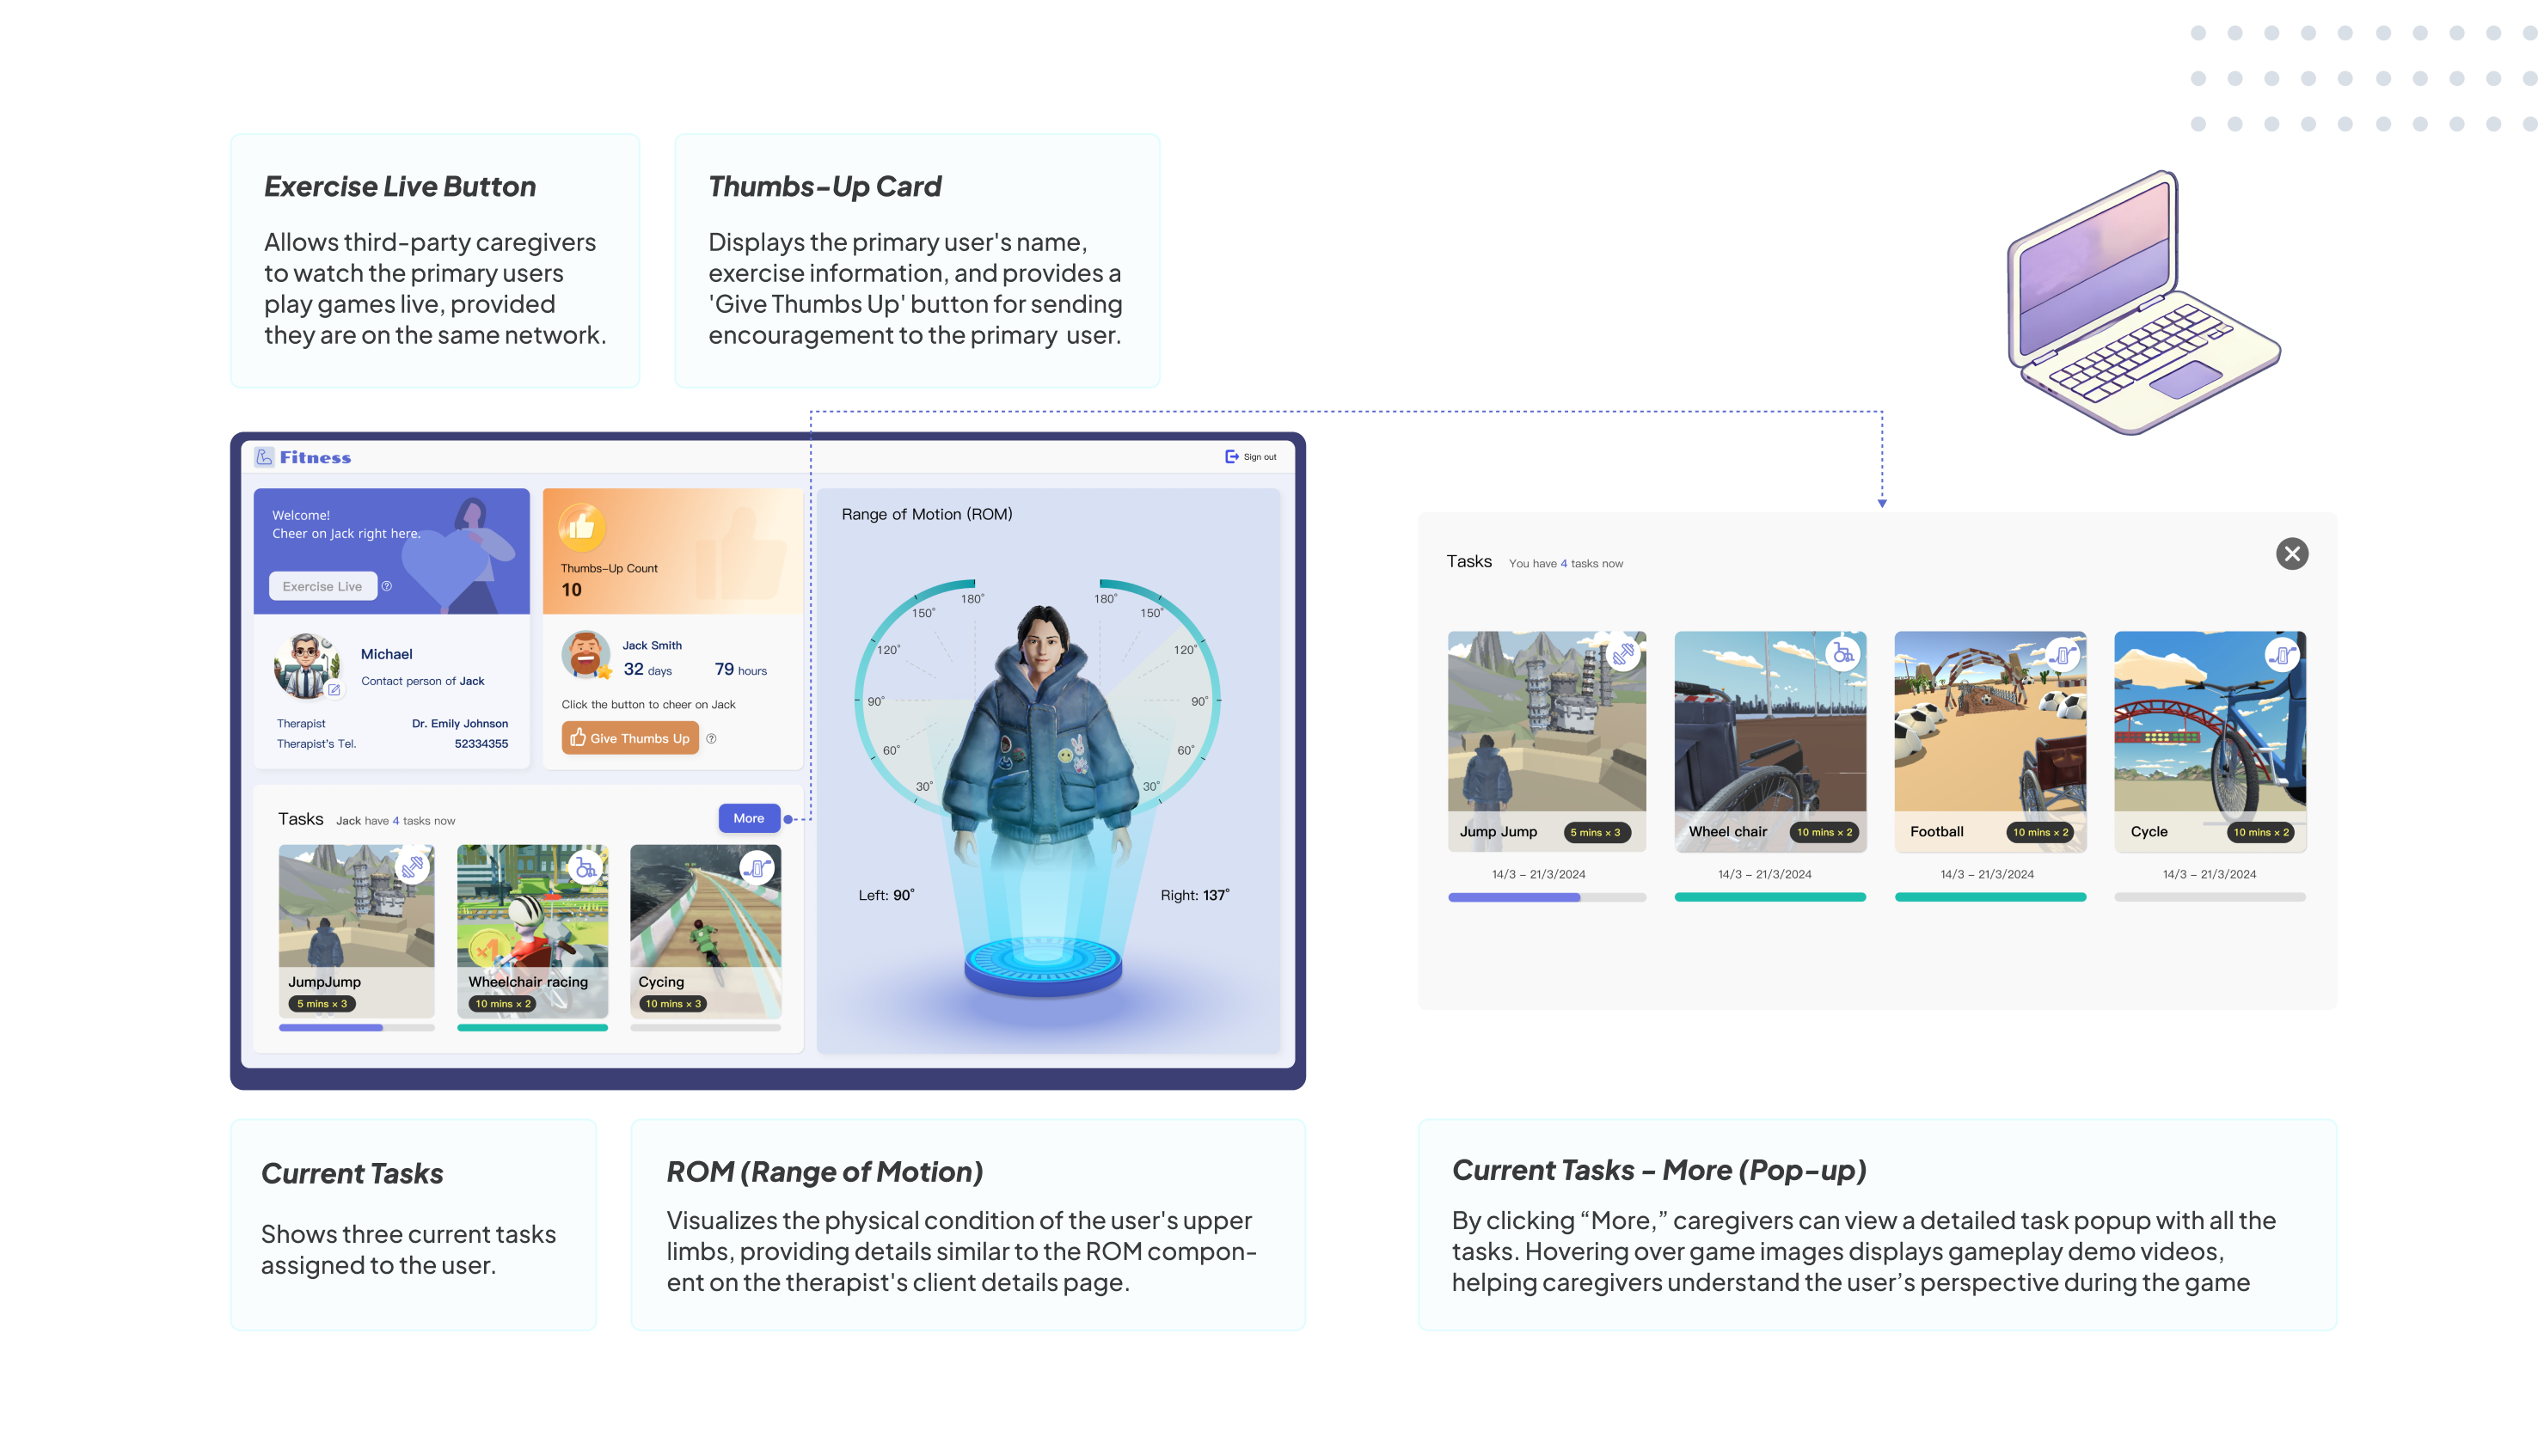 Exercise Live Button
Allows third-party caregivers
to watch the primary users
play games live, provided
they are on the same network.
Thumbs-Up Card
Displays the primary user's name,
exercise information, and provides a
'Give Thumbs Up' button for sending
encouragement to the primary user.
Fitness
Sign out
Welcome!
Cheer on Jack right here.
Exercise Live
?
Michael
Contact person of Jack
Therapist Dr. Emily Johnson
Therapist's Tel. 52334355
Thumbs-Up Count
10
Jack Smith
32 days 79 hours
Click the button to cheer on Jack
Give Thumbs Up
?
Tasks Jack have 4 tasks now
More
JumpJump
5 mins × 3
×1
Wheelchair racing
10 mins × 2
Cycing
10 mins × 3
Range of Motion (ROM)
180° 180°
150° 150°
120° 120°
90° 90°
60° 60°
30° 30°
Left: 90° Right: 137°
Tasks You have 4 tasks now
Jump Jump 5 mins × 3
14/3 - 21/3/2024
Wheel chair 10 mins × 2
14/3 - 21/3/2024
Football 10 mins × 2
14/3 - 21/3/2024
Cycle 10 mins × 2
14/3 - 21/3/2024
Current Tasks
Shows three current tasks
assigned to the user.
ROM (Range of Motion)
Visualizes the physical condition of the user's upper
limbs, providing details similar to the ROM compon-
ent on the therapist's client details page.
Current Tasks - More (Pop-up)
By clicking “More,” caregivers can view a detailed task popup with all the
tasks. Hovering over game images displays gameplay demo videos,
helping caregivers understand the user’s perspective during the game